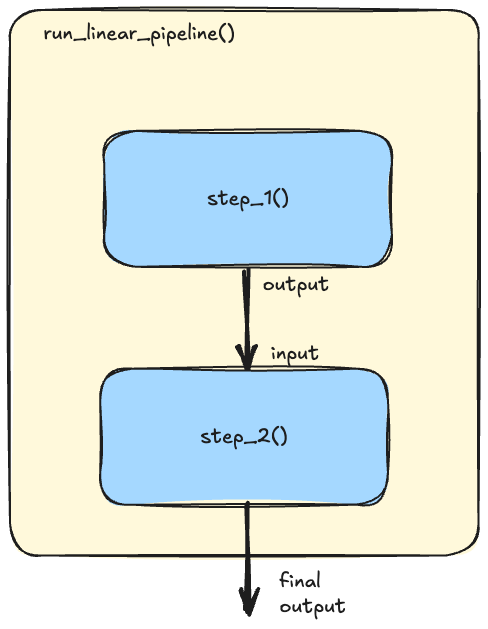 run_linear_pipeline()
step_1()
output
input
step_2()
final
output